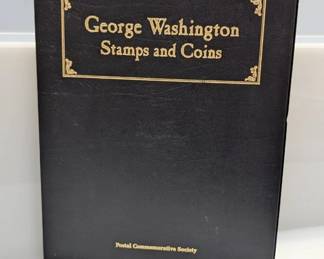 George Washington
Stamps and Coins
Postal Commemorative Society